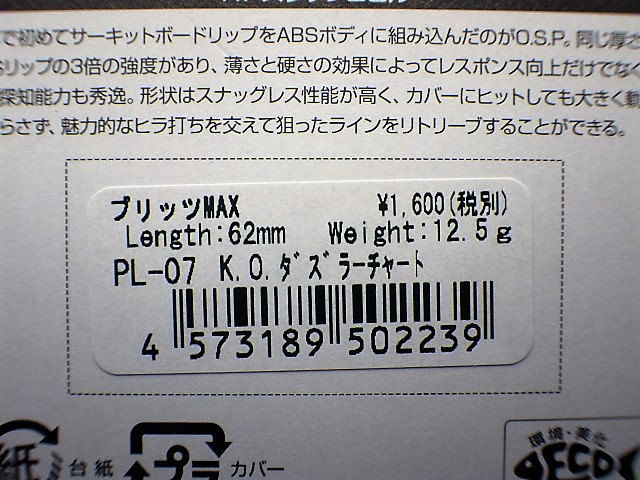 で初めてサーキットボードリップをABSボディに組み込んだのがO.S.P。同じ厚
リップの3倍の強度があり、薄さと硬さの効果によってレスポンス向上だけでなく
探知能力も秀逸。形状はスナッグレス性能が高く、カバーにヒットしても大きく
らさず、魅力的なヒラ打ちを交えて狙ったラインをリトリーブすることができる。
ブリッツMAX ¥1,600(税別)
Length:62mm Weight:12.5g
PL-07 K.O.ダズラーチャート
4 573189 502239
紙 台紙 プラ カバー
環境・美化